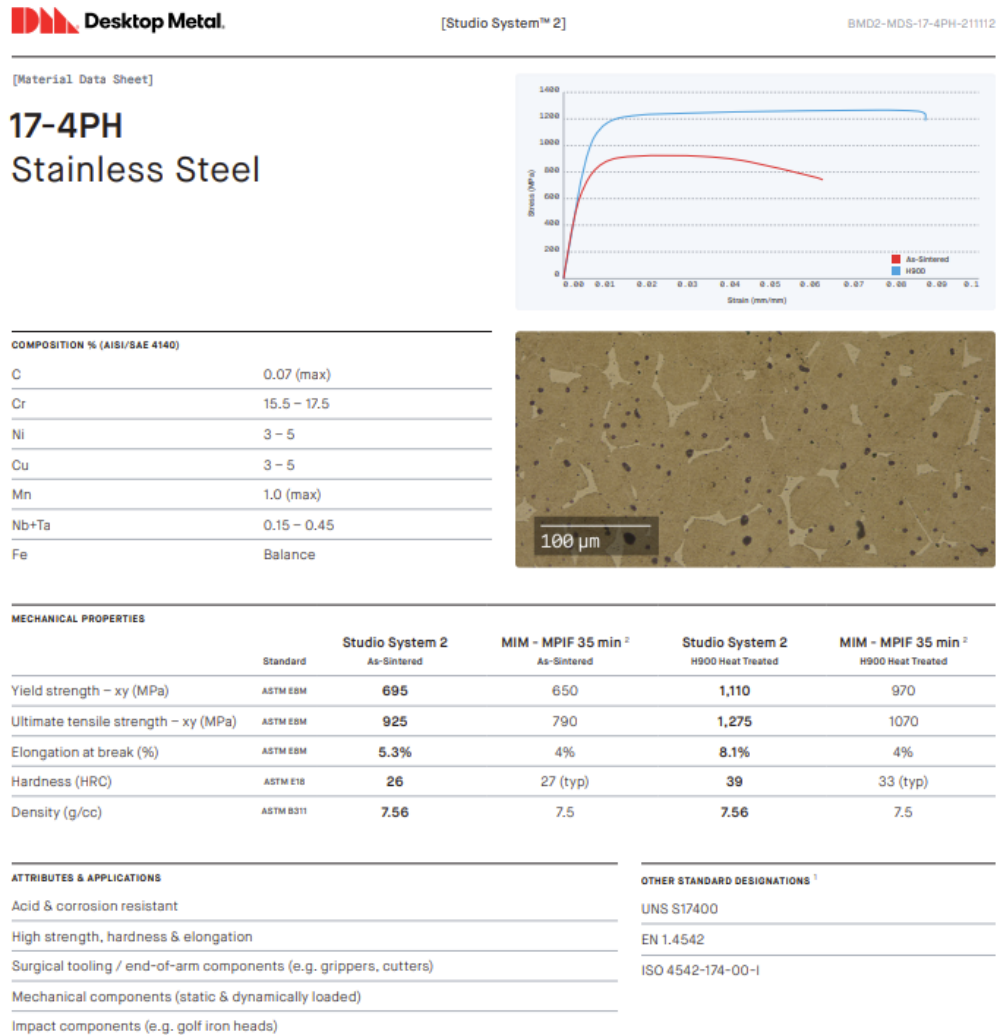 Desktop Metal.
[Studio System™ 2]
BMD2-MDS-17-4PH-211112
[Material Data Sheet]
17-4PH
Stainless Steel
1400
1200
1000
800
600
400
200
0
Stress (MPa)
0.00 0.01 0.02 0.03 0.04 0.05 0.06 0.07 0.08 0.09 0.1
Strain (mm/mm)
As-Sintered
H900
COMPOSITION % (AISI/SAE 4140)
C 0.07 (max)
Cr 15.5 – 17.5
Ni 3 – 5
Cu 3 – 5
Mn 1.0 (max)
Nb+Ta 0.15 – 0.45
Fe Balance
100 µm
MECHANICAL PROPERTIES
Studio System 2 MIM - MPIF 35 min ² Studio System 2 MIM - MPIF 35 min ²
Standard As-Sintered As-Sintered H900 Heat Treated H900 Heat Treated
Yield strength – xy (MPa) ASTM E8M 695 650 1,110 970
Ultimate tensile strength – xy (MPa) ASTM E8M 925 790 1,275 1070
Elongation at break (%) ASTM E8M 5.3% 4% 8.1% 4%
Hardness (HRC) ASTM E18 26 27 (typ) 39 33 (typ)
Density (g/cc) ASTM B311 7.56 7.5 7.56 7.5
ATTRIBUTES & APPLICATIONS
Acid & corrosion resistant
High strength, hardness & elongation
Surgical tooling / end-of-arm components (e.g. grippers, cutters)
Mechanical components (static & dynamically loaded)
Impact components (e.g. golf iron heads)
OTHER STANDARD DESIGNATIONS ¹
UNS S17400
EN 1.4542
ISO 4542-174-00-I